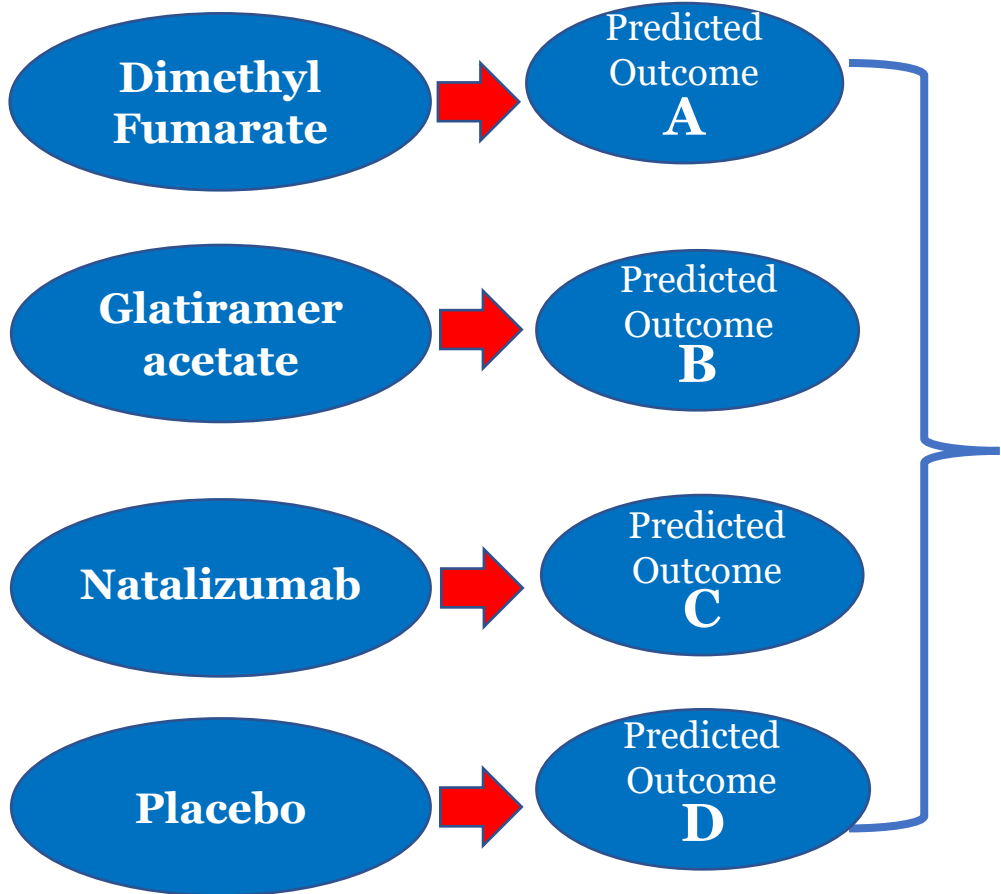 Dimethyl
Fumarate
Predicted
Outcome
A
Glatiramer
acetate
Predicted
Outcome
B
Natalizumab
Predicted
Outcome
C
Placebo
Predicted
Outcome
D